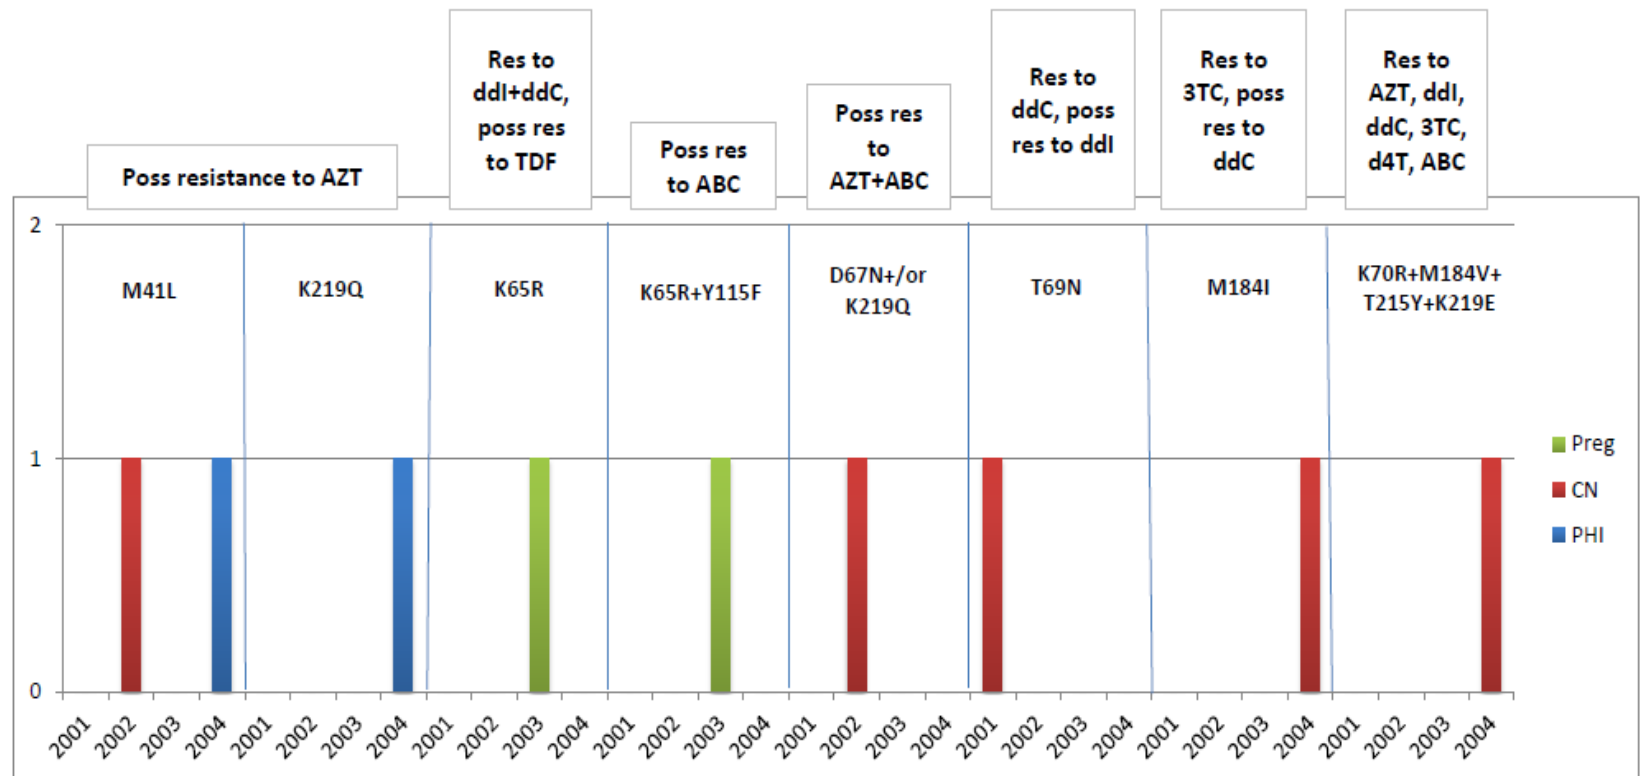 Poss resistance to AZT
Res to
ddI+ddC,
poss res
to TDF
Poss res
to ABC
Poss res
to
AZT+ABC
Res to
ddC, poss
res to ddI
Res to
3TC, poss
res to
ddC
Res to
AZT, ddI,
ddC, 3TC,
d4T, ABC
2
M41L
K219Q
K65R
K65R+Y115F
D67N+/or
K219Q
T69N
M184I
K70R+M184V+
T215Y+K219E
1
0
Preg
CN
PHI
2001 2002 2003 2004 2001 2002 2003 2004 2001 2002 2003 2004 2001 2002 2003 2004 2001 2002 2003 2004 2001 2002 2003 2004 2001 2002 2003 2004 2001 2002 2003 2004